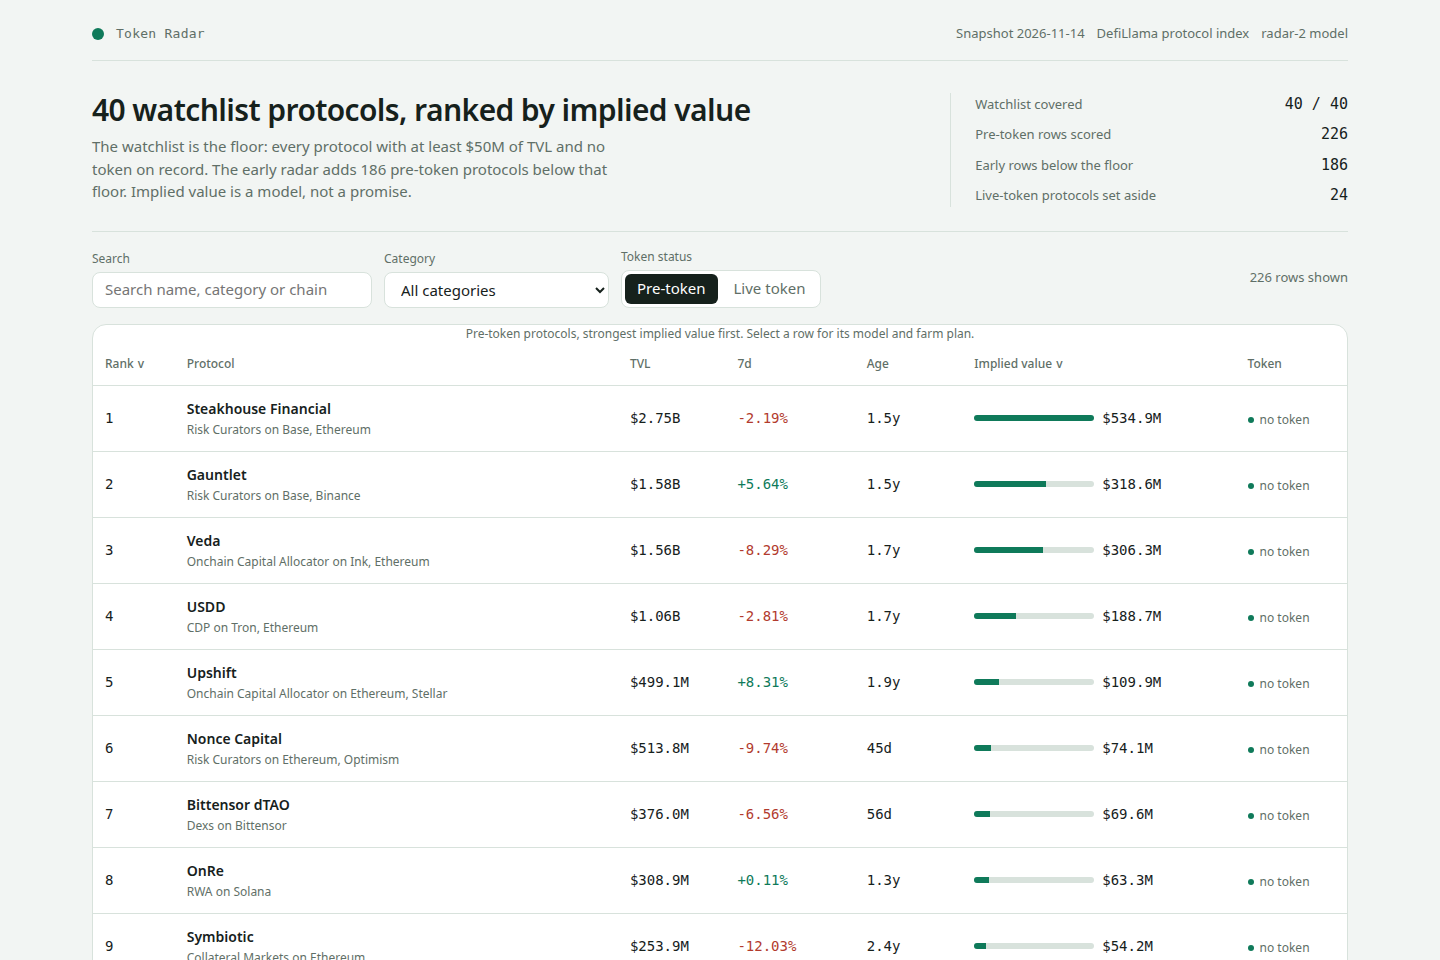 Token Radar
Snapshot 2026-11-14 DefiLlama protocol index radar-2 model
40 watchlist protocols, ranked by implied value
The watchlist is the floor: every protocol with at least $50M of TVL and no
token on record. The early radar adds 186 pre-token protocols below that
floor. Implied value is a model, not a promise.
Watchlist covered 40 / 40
Pre-token rows scored 226
Early rows below the floor 186
Live-token protocols set aside 24
Search
Search name, category or chain
Category
All categories
Token status
Pre-token Live token
226 rows shown
Pre-token protocols, strongest implied value first. Select a row for its model and farm plan.
Rank v Protocol TVL 7d Age Implied value v Token
1 Steakhouse Financial $2.75B -2.19% 1.5y $534.9M no token
Risk Curators on Base, Ethereum
2 Gauntlet $1.58B +5.64% 1.5y $318.6M no token
Risk Curators on Base, Binance
3 Veda $1.56B -8.29% 1.7y $306.3M no token
Onchain Capital Allocator on Ink, Ethereum
4 USDD $1.06B -2.81% 1.7y $188.7M no token
CDP on Tron, Ethereum
5 Upshift $499.1M +8.31% 1.9y $109.9M no token
Onchain Capital Allocator on Ethereum, Stellar
6 Nonce Capital $513.8M -9.74% 45d $74.1M no token
Risk Curators on Ethereum, Optimism
7 Bittensor dTAO $376.0M -6.56% 56d $69.6M no token
Dexs on Bittensor
8 OnRe $308.9M +0.11% 1.3y $63.3M no token
RWA on Solana
9 Symbiotic $253.9M -12.03% 2.4y $54.2M no token
Collateral Markets on Ethereum